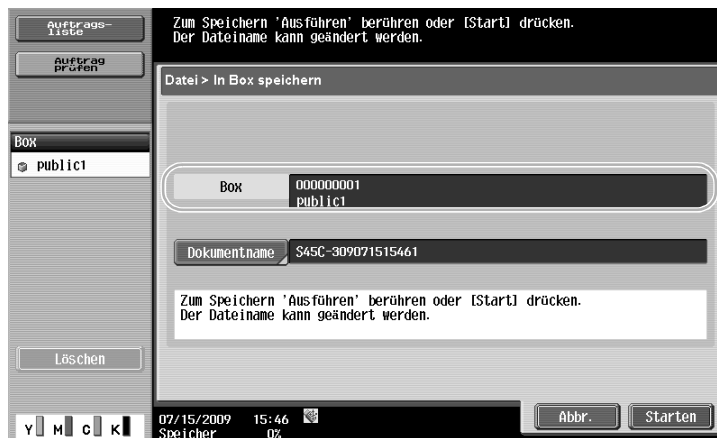 Auftrags-
liste
Auftrag
prüfen
Zum Speichern 'Ausführen' berühren oder [Start] drücken.
Der Dateiname kann geändert werden.
Datei > In Box speichern
Box
public1
Box
000000001
public1
Dokumentname
S45C-309071515461
Zum Speichern 'Ausführen' berühren oder [Start] drücken.
Der Dateiname kann geändert werden.
Löschen
Y M C K
07/15/2009 15:46
Speicher 0%
Abbr.
Starten